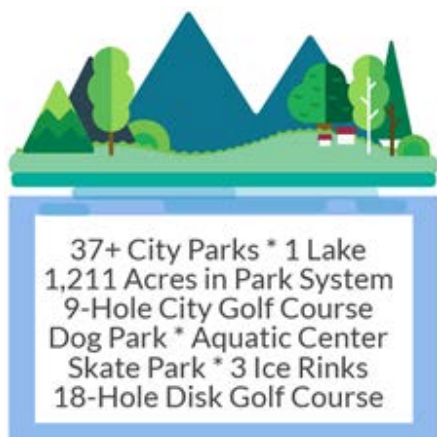 37+ City Parks * 1 Lake
1,211 Acres in Park System
9-Hole City Golf Course
Dog Park * Aquatic Center
Skate Park * 3 Ice Rinks
18-Hole Disk Golf Course